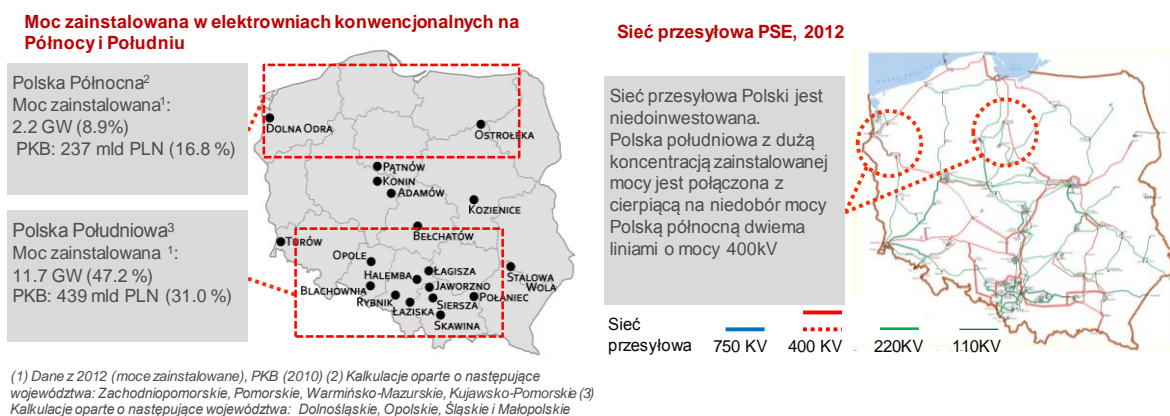 Moc zainstalowana w elektrowniach konwencjonalnych na
Północy i Południu
Polska Północna²
Moc zainstalowana¹:
2.2 GW (8.9%)
PKB: 237 mld PLN (16.8 %)
Polska Południowa³
Moc zainstalowana ¹:
11.7 GW (47.2 %)
PKB: 439 mld PLN (31.0 %)
DOLNA ODRA
OSTROŁĘKA
PĄTNÓW
KONIN
ADAMÓW
KOZIENICE
BEŁCHATÓW
TURÓW
OPOLE
ŁAGISZA
HALEMBA
JAWORZNO
STALOWA
WOLA
BLACHOWNIA
POŁANIEC
RYBNIK
SIERSZA
ŁAZISKA
SKAWINA
(1) Dane z 2012 (moce zainstalowane), PKB (2010) (2) Kalkulacje oparte o następujące
województwa: Zachodniopomorskie, Pomorskie, Warmińsko-Mazurskie, Kujawsko-Pomorskie (3)
Kalkulacje oparte o następujące województwa: Dolnośląskie, Opolskie, Śląskie i Małopolskie
Sieć przesyłowa PSE, 2012
Sieć przesyłowa Polski jest
niedoinwestowana.
Polska południowa z dużą
koncentracją zainstalowanej
mocy jest połączona z
cierpiącą na niedobór mocy
Polską północną dwiema
liniami o mocy 400kV
Sieć
przesyłowa
750 KV
400 KV
220KV
110KV